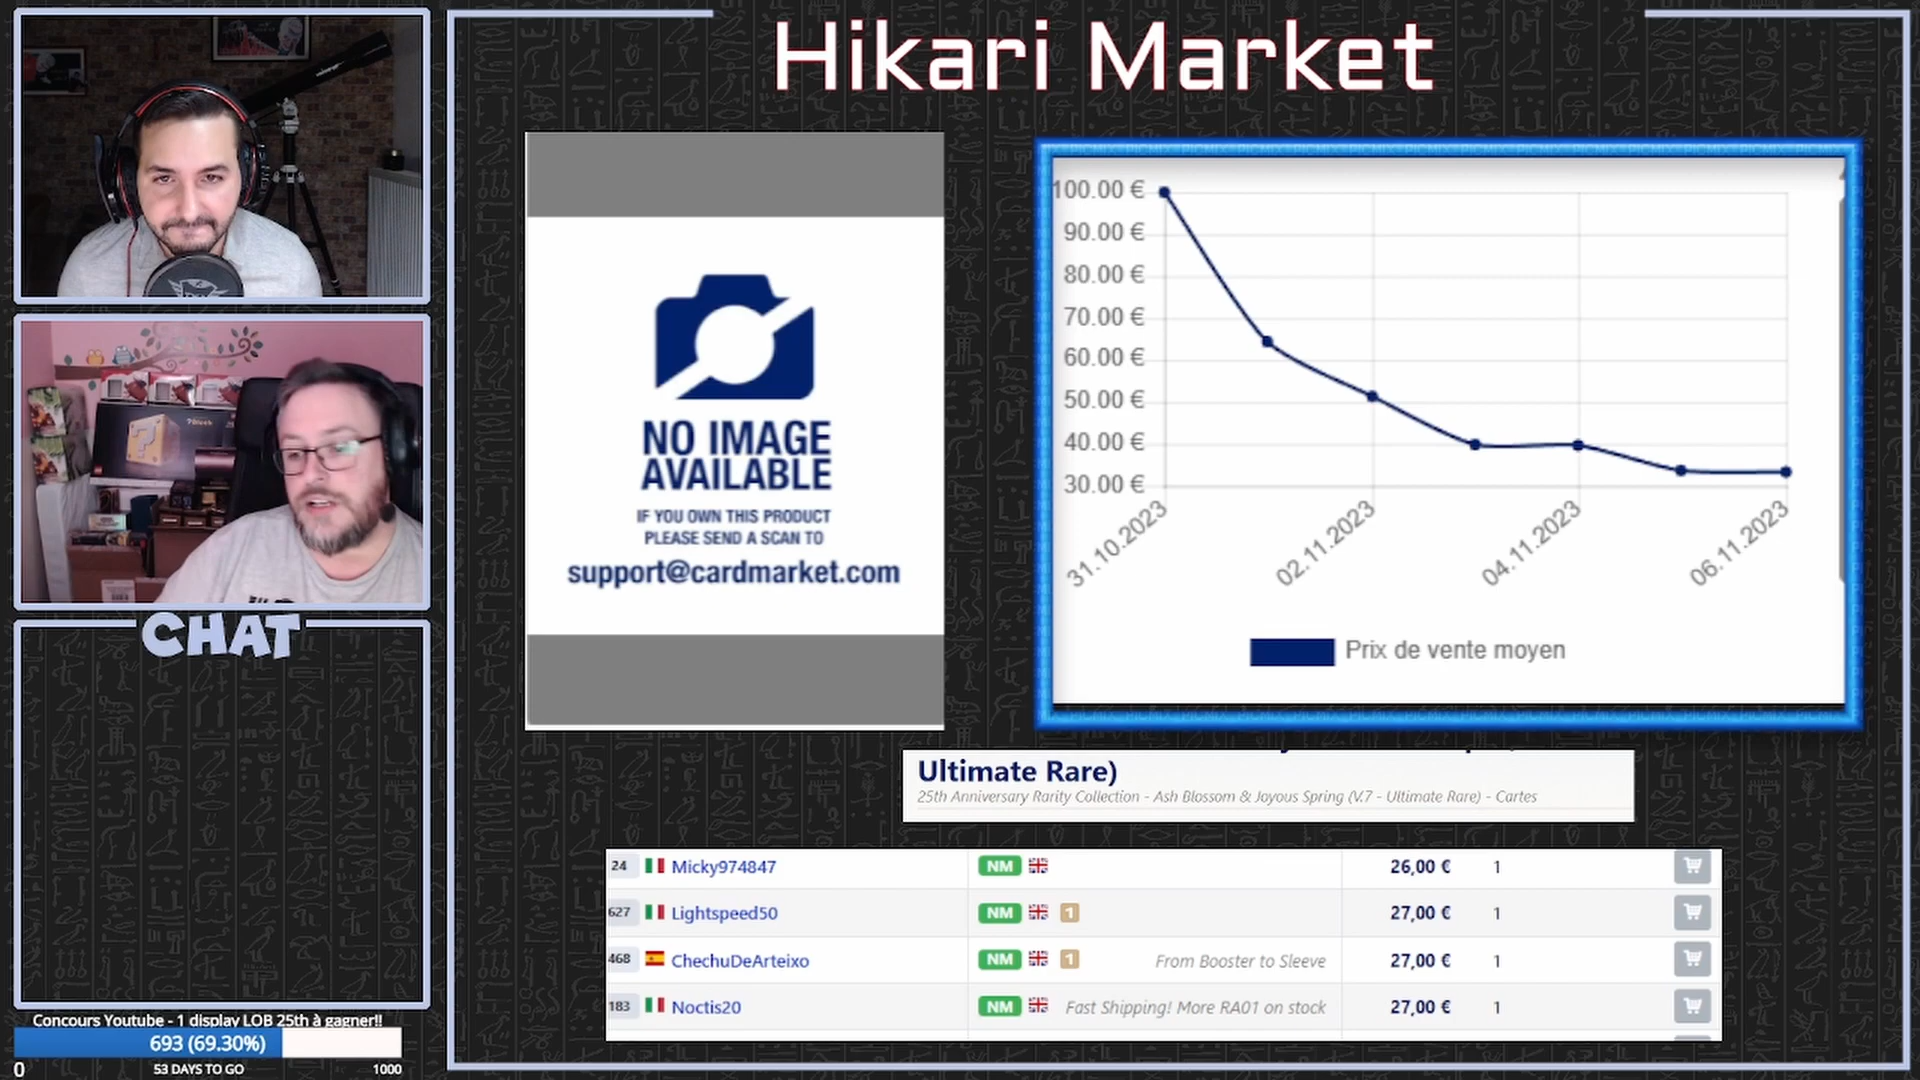 Hikari Market
NO IMAGE
AVAILABLE
IF YOU OWN THIS PRODUCT
PLEASE SEND A SCAN TO
support@cardmarket.com
100.00 €
90.00 €
80.00 €
70.00 €
60.00 €
50.00 €
40.00 €
30.00 €
31.10.2023
02.11.2023
04.11.2023
06.11.2023
Prix de vente moyen
CHAT
Ultimate Rare)
25th Anniversary Rarity Collection - Ash Blossom & Joyous Spring (V.7 - Ultimate Rare) - Cartes
24 Micky974847 NM 26,00 € 1
627 Lightspeed50 NM 1 27,00 € 1
468 ChechuDeArteixo NM 1 From Booster to Sleeve 27,00 € 1
183 Noctis20 NM Fast Shipping! More RA01 on stock 27,00 € 1
Concours Youtube - 1 display LOB 25th à gagner!!
693 (69.30%)
0 53 DAYS TO GO 1000